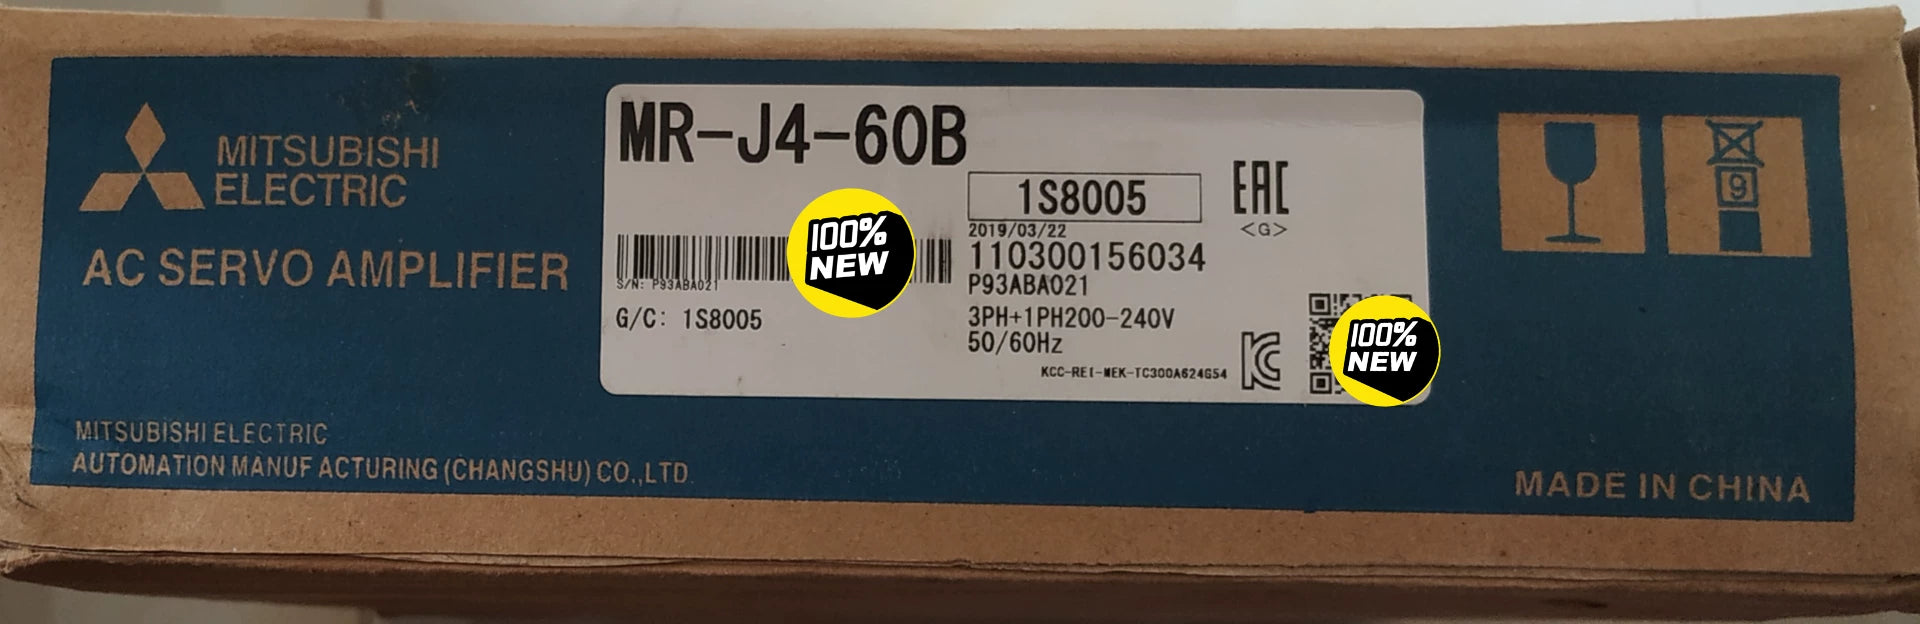 MITSUBISHI
ELECTRIC
AC SERVO AMPLIFIER
MR-J4-60B
1S8005
EAC
<G>
2019/03/22
110300156034
S/N: P93ABA021
P93ABA021
G/C: 1S8005
3PH+1PH200-240V
50/60Hz
KCC-REI-MEK-TC300A624G54
100%
NEW
100%
NEW
9
MITSUBISHI ELECTRIC
AUTOMATION MANUF ACTURING (CHANGSHU) CO.,LTD.
MADE IN CHINA